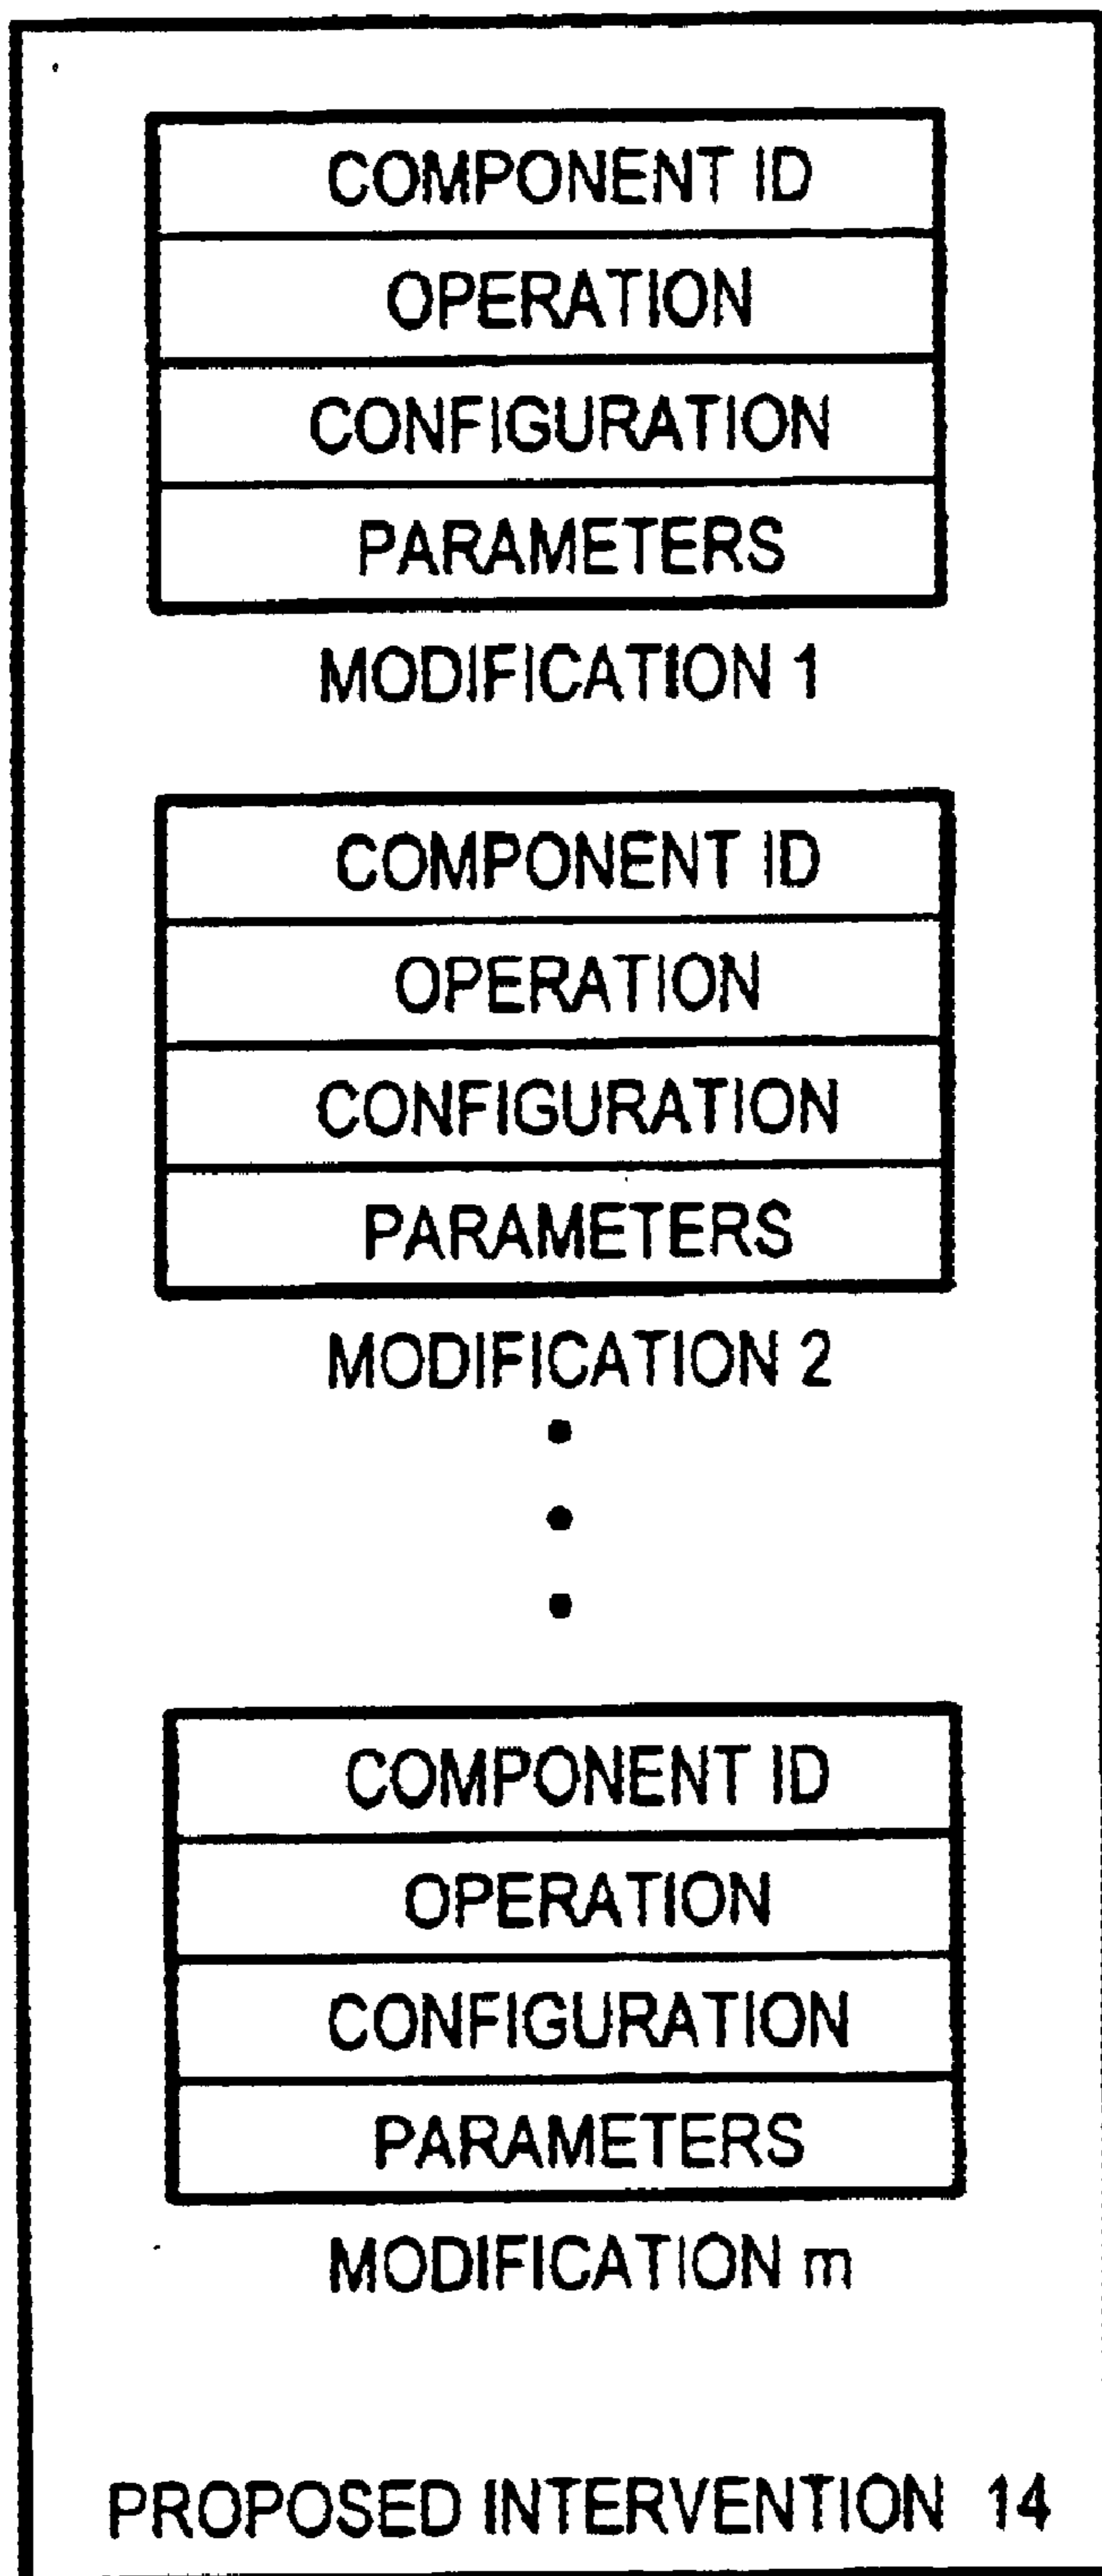 COMPONENT ID
OPERATION
CONFIGURATION
PARAMETERS
MODIFICATION 1
COMPONENT ID
OPERATION
CONFIGURATION
PARAMETERS
MODIFICATION 2
COMPONENT ID
OPERATION
CONFIGURATION
PARAMETERS
MODIFICATION m
PROPOSED INTERVENTION 14